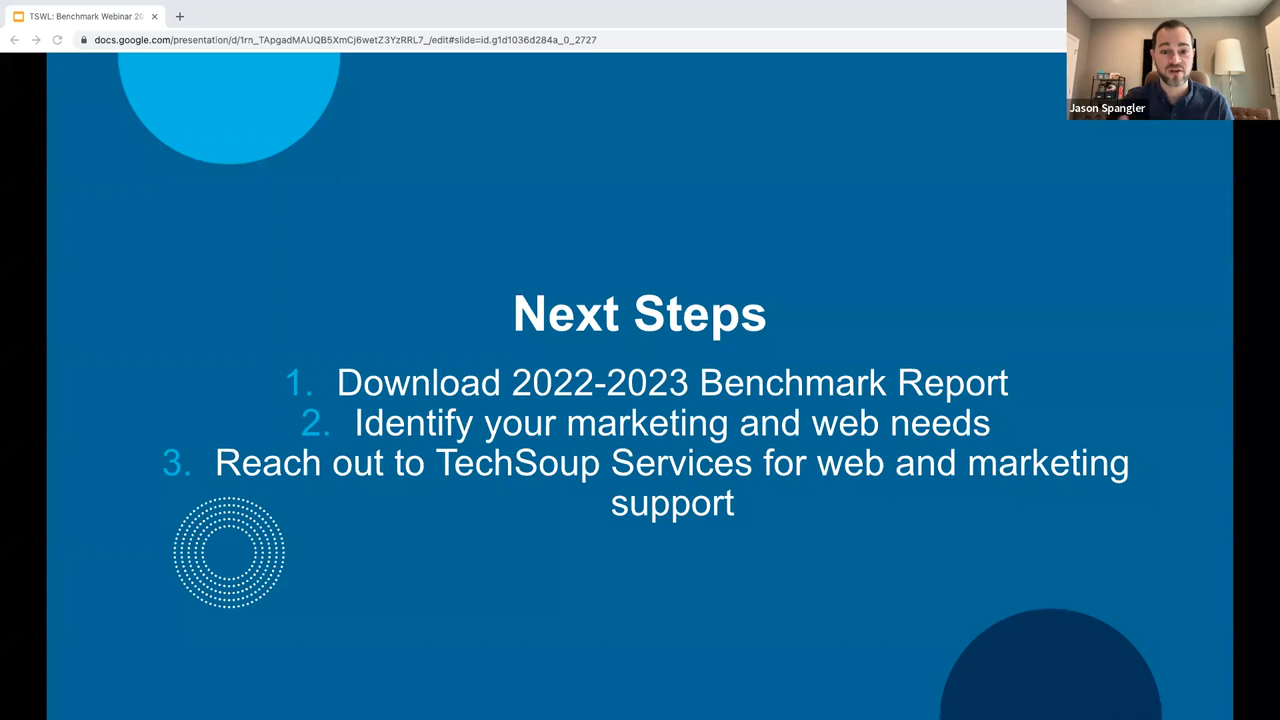 TSWL: Benchmark Webinar 20
docs.google.com/presentation/d/1rn_TApgadMAUQB5XmCj6wetZ3YzRRL7_/edit#slide=id.g1d1036d284a_0_2727
Jason Spangler
Next Steps
1. Download 2022-2023 Benchmark Report
2. Identify your marketing and web needs
3. Reach out to TechSoup Services for web and marketing
support